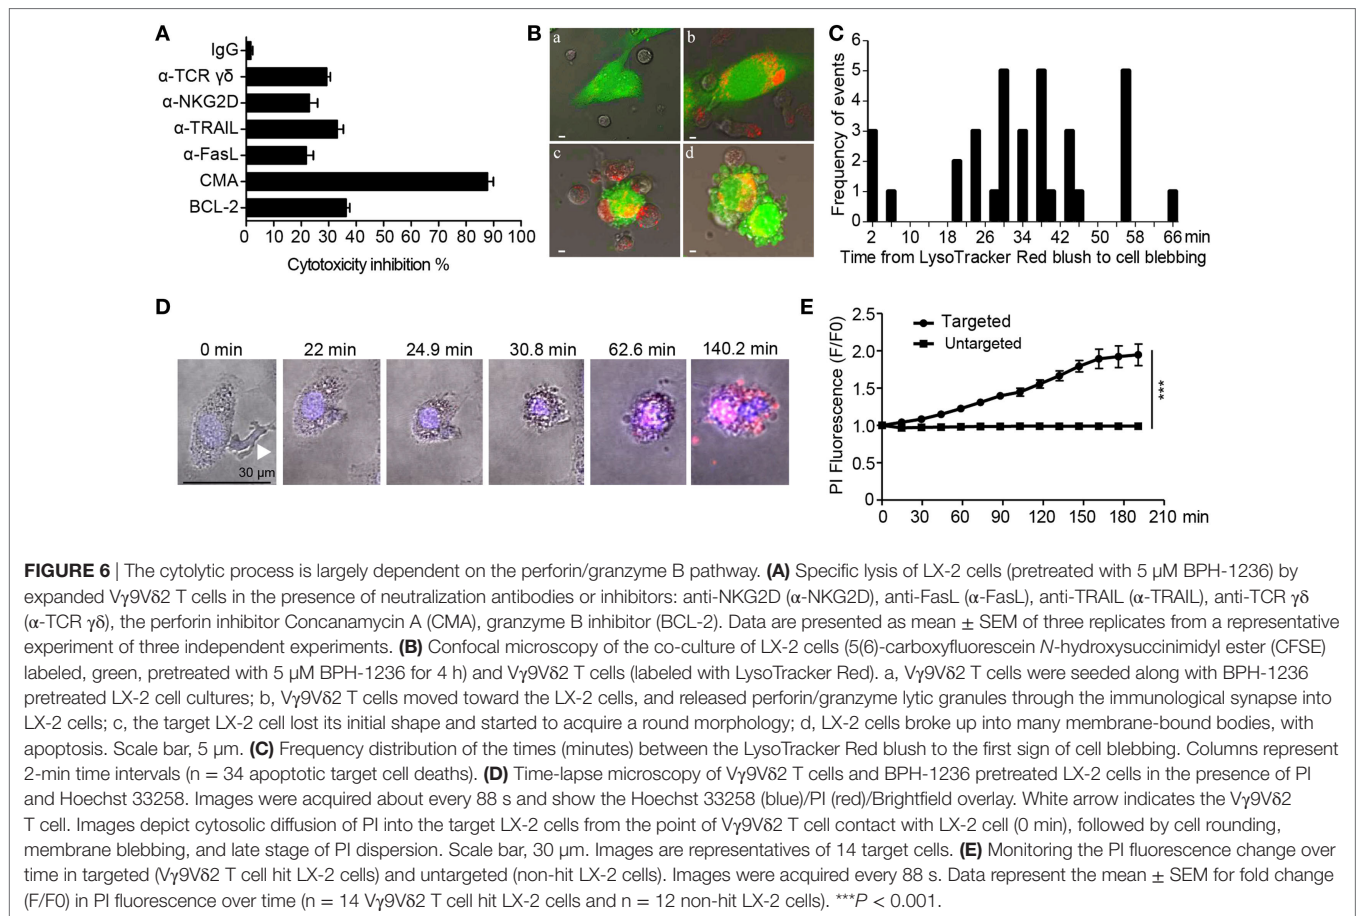 A
IgG
α-TCR γδ
α-NKG2D
α-TRAIL
α-FasL
CMA
BCL-2
0 10 20 30 40 50 60 70 80 90 100
Cytotoxicity inhibition %
B
a
b
c
d
C
Frequency of events
6
5
4
3
2
1
0
2 10 18 26 34 42 50 58 66 min
Time from LysoTracker Red blush to cell blebbing
D
0 min 22 min 24.9 min 30.8 min 62.6 min 140.2 min
30 µm
E
PI Fluorescence (F/F0)
2.5
2.0
1.5
1.0
0.5
0
Targeted
Untargeted
***
0 30 60 90 120 150 180 210 min
FIGURE 6 | The cytolytic process is largely dependent on the perforin/granzyme B pathway. (A) Specific lysis of LX-2 cells (pretreated with 5 µM BPH-1236) by
expanded Vγ9Vδ2 T cells in the presence of neutralization antibodies or inhibitors: anti-NKG2D (α-NKG2D), anti-FasL (α-FasL), anti-TRAIL (α-TRAIL), anti-TCR γδ
(α-TCR γδ), the perforin inhibitor Concanamycin A (CMA), granzyme B inhibitor (BCL-2). Data are presented as mean ± SEM of three replicates from a representative
experiment of three independent experiments. (B) Confocal microscopy of the co-culture of LX-2 cells (5(6)-carboxyfluorescein N-hydroxysuccinimidyl ester (CFSE)
labeled, green, pretreated with 5 µM BPH-1236 for 4 h) and Vγ9Vδ2 T cells (labeled with LysoTracker Red). a, Vγ9Vδ2 T cells were seeded along with BPH-1236
pretreated LX-2 cell cultures; b, Vγ9Vδ2 T cells moved toward the LX-2 cells, and released perforin/granzyme lytic granules through the immunological synapse into
LX-2 cells; c, the target LX-2 cell lost its initial shape and started to acquire a round morphology; d, LX-2 cells broke up into many membrane-bound bodies, with
apoptosis. Scale bar, 5 µm. (C) Frequency distribution of the times (minutes) between the LysoTracker Red blush to the first sign of cell blebbing. Columns represent
2-min time intervals (n = 34 apoptotic target cell deaths). (D) Time-lapse microscopy of Vγ9Vδ2 T cells and BPH-1236 pretreated LX-2 cells in the presence of PI
and Hoechst 33258. Images were acquired about every 88 s and show the Hoechst 33258 (blue)/PI (red)/Brightfield overlay. White arrow indicates the Vγ9Vδ2
T cell. Images depict cytosolic diffusion of PI into the target LX-2 cells from the point of Vγ9Vδ2 T cell contact with LX-2 cell (0 min), followed by cell rounding,
membrane blebbing, and late stage of PI dispersion. Scale bar, 30 µm. Images are representatives of 14 target cells. (E) Monitoring the PI fluorescence change over
time in targeted (Vγ9Vδ2 T cell hit LX-2 cells) and untargeted (non-hit LX-2 cells). Images were acquired every 88 s. Data represent the mean ± SEM for fold change
(F/F0) in PI fluorescence over time (n = 14 Vγ9Vδ2 T cell hit LX-2 cells and n = 12 non-hit LX-2 cells). ***P < 0.001.